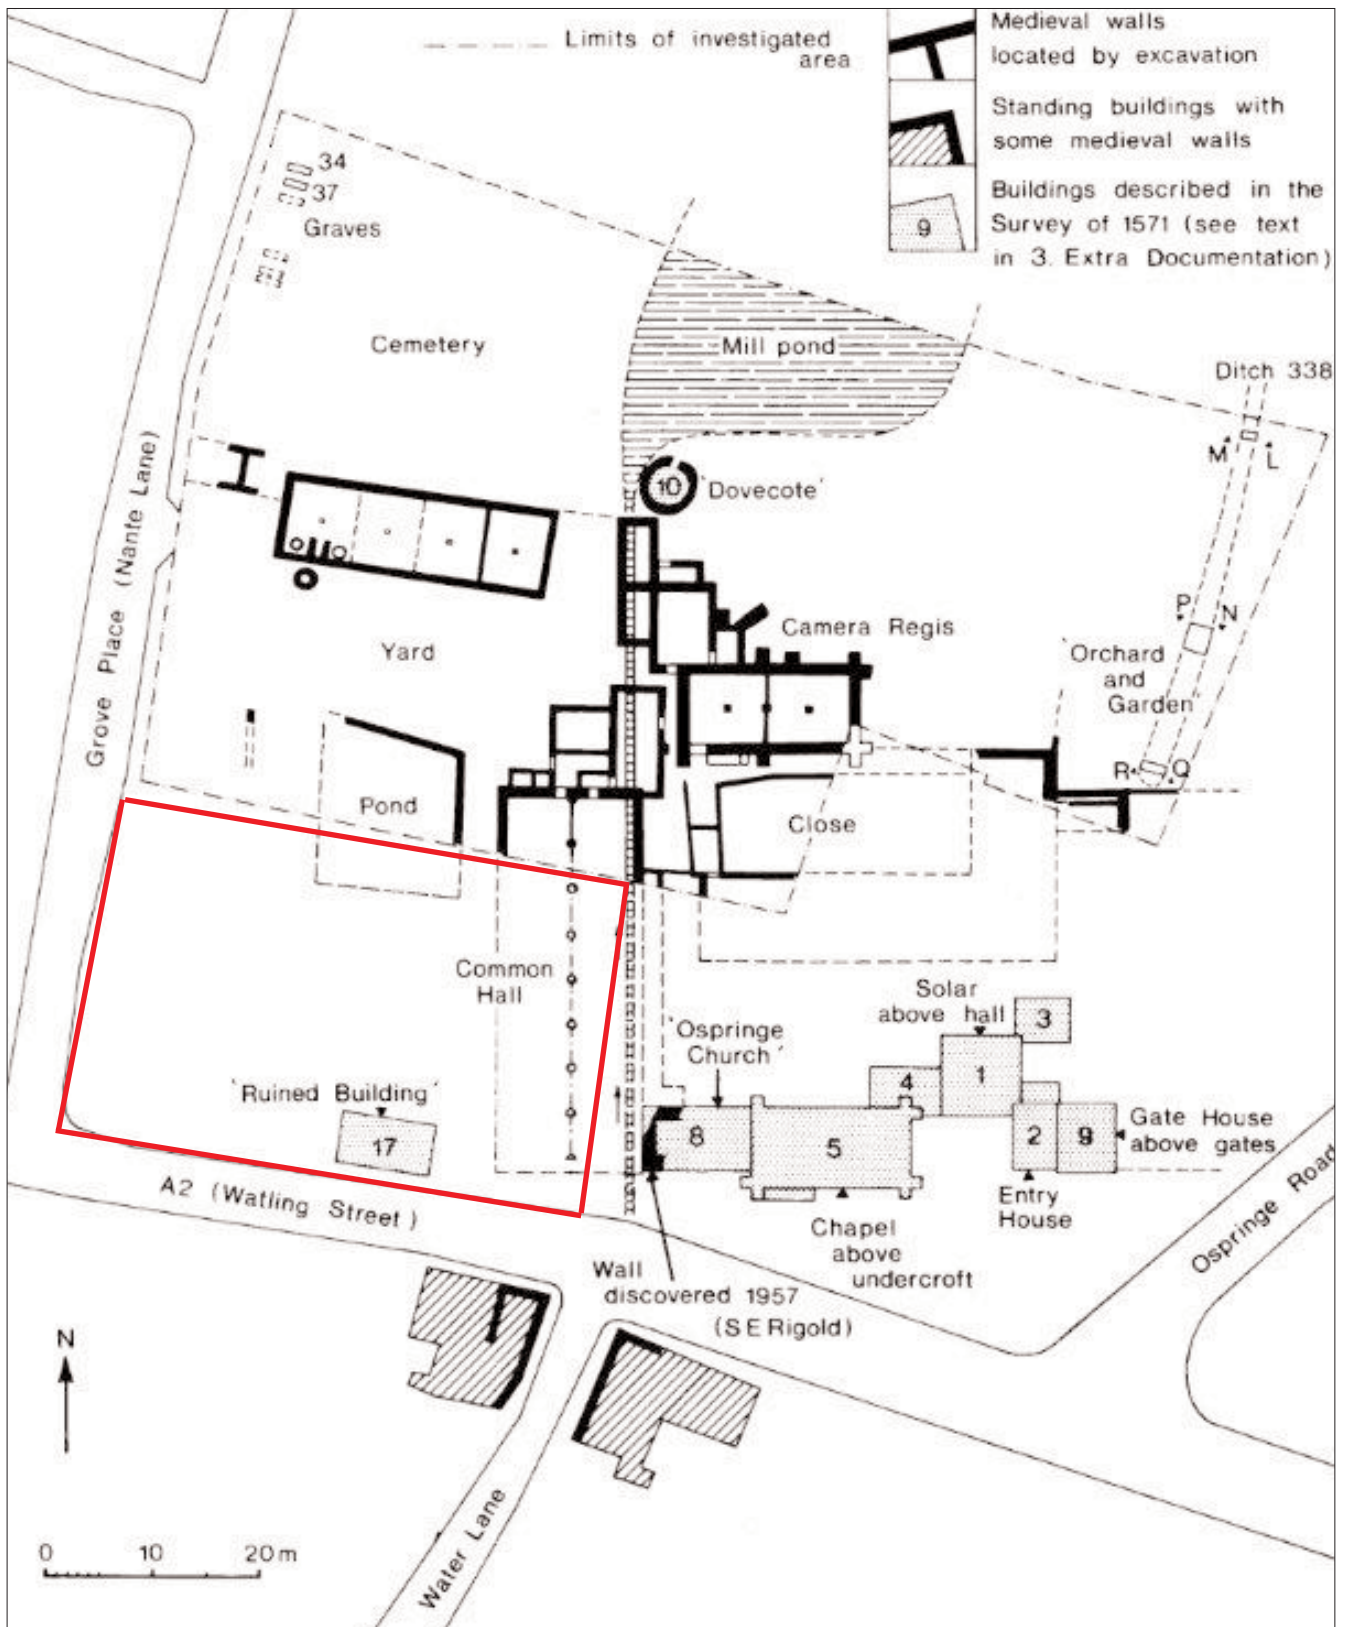 Limits of investigated
area
Medieval walls
located by excavation
Standing buildings with
some medieval walls
9
Buildings described in the
Survey of 1571 (see text
in 3. Extra Documentation)
34
37
Graves
Cemetery
Mill pond
Ditch 338
M
L
10
'Dovecote'
Grove Place (Nante Lane)
P
N
Camera Regis
Yard
'Orchard
and
Garden'
R
Q
Pond
Close
Common
Hall
Solar
above hall
3
'Ospringe
Church'
4
1
'Ruined Building'
17
8
5
2
9
Gate House
above gates
A2 (Watling Street)
Entry
House
Ospringe Road
Chapel
above
undercroft
Wall
discovered 1957
(S E Rigold)
N
Water Lane
0 10 20 m